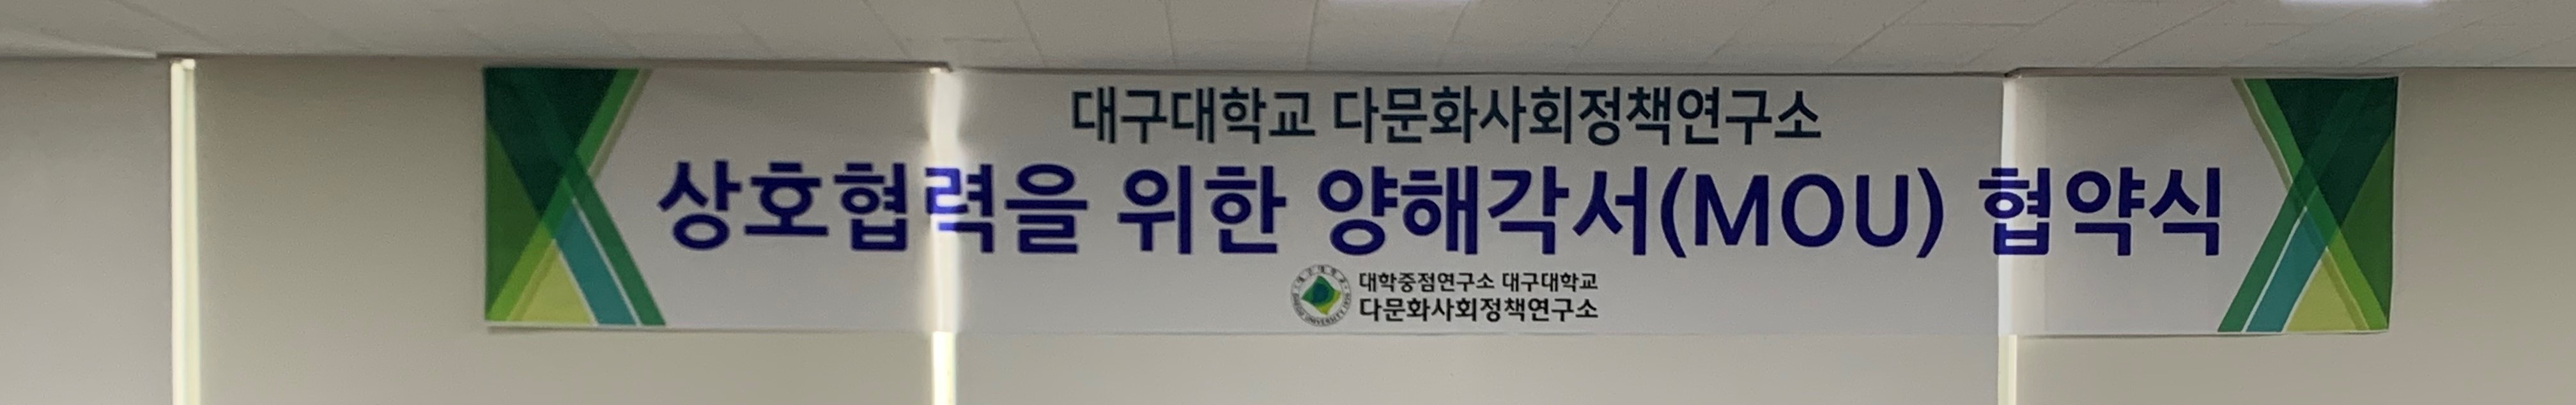 대구대학교 다문화사회정책연구소
상호협력을 위한 양해각서(MOU) 협약식
대학중점연구소 대구대학교
다문화사회정책연구소